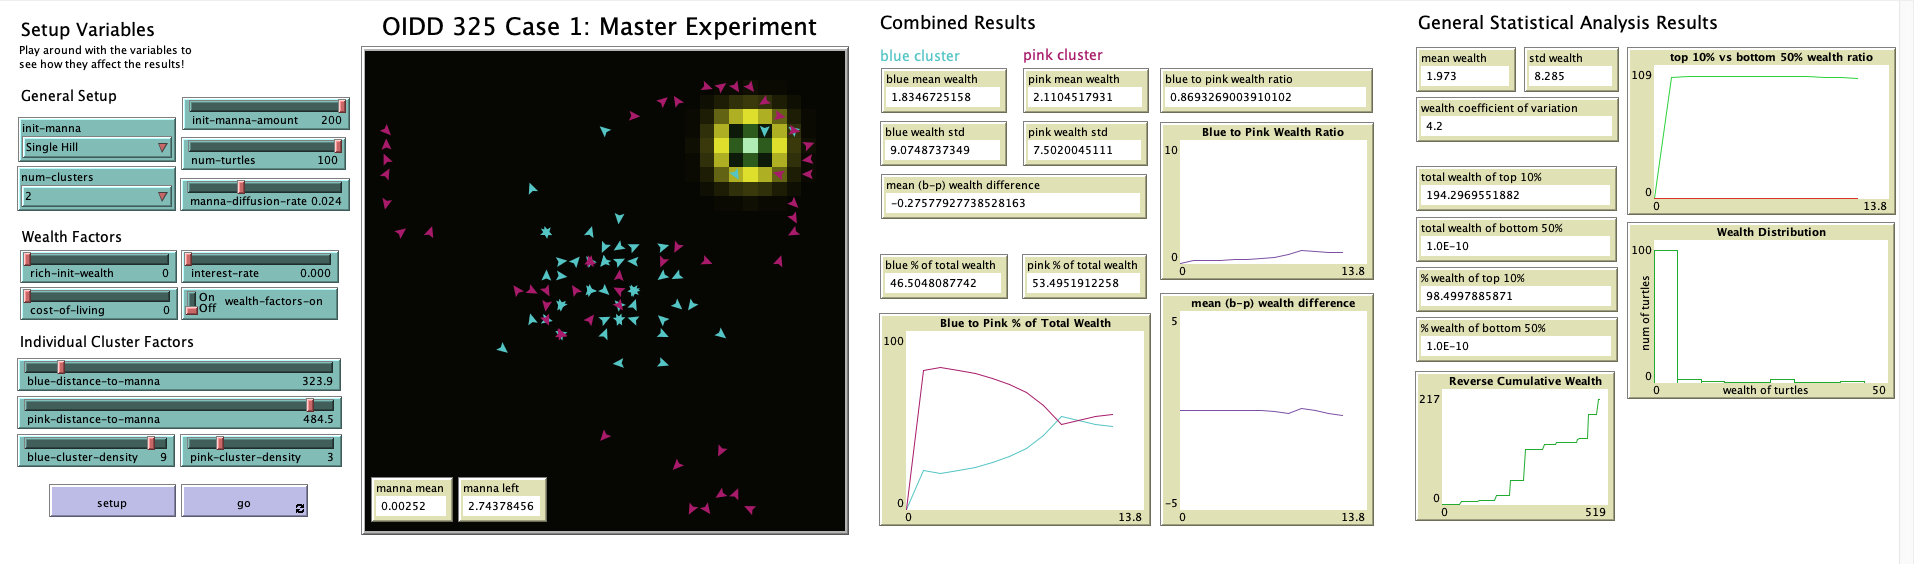 Setup Variables
Play around with the variables to
see how they affect the results!
General Setup
init-manna
Single Hill
num-clusters
2
init-manna-amount 200
num-turtles 100
manna-diffusion-rate 0.024
Wealth Factors
rich-init-wealth 0
interest-rate 0.000
cost-of-living 0
On
Off
wealth-factors-on
Individual Cluster Factors
blue-distance-to-manna 323.9
pink-distance-to-manna 484.5
blue-cluster-density 9
pink-cluster-density 3
setup
go
OIDD 325 Case 1: Master Experiment
manna mean
0.00252
manna left
2.74378456
Combined Results
blue cluster
pink cluster
blue mean wealth
1.8346725158
pink mean wealth
2.1104517931
blue to pink wealth ratio
0.8693269003910102
blue wealth std
9.0748737349
pink wealth std
7.5020045111
mean (b-p) wealth difference
-0.27577927738528163
Blue to Pink Wealth Ratio
10
0
0
13.8
blue % of total wealth
46.5048087742
pink % of total wealth
53.4951912258
Blue to Pink % of Total Wealth
100
0
0
13.8
mean (b-p) wealth difference
5
-5
0
13.8
General Statistical Analysis Results
mean wealth
1.973
std wealth
8.285
wealth coefficient of variation
4.2
total wealth of top 10%
194.2969551882
total wealth of bottom 50%
1.0E-10
% wealth of top 10%
98.4997885871
% wealth of bottom 50%
1.0E-10
Reverse Cumulative Wealth
217
0
0
519
top 10% vs bottom 50% wealth ratio
109
0
0
13.8
Wealth Distribution
100
num of turtles
0
0
wealth of turtles
50